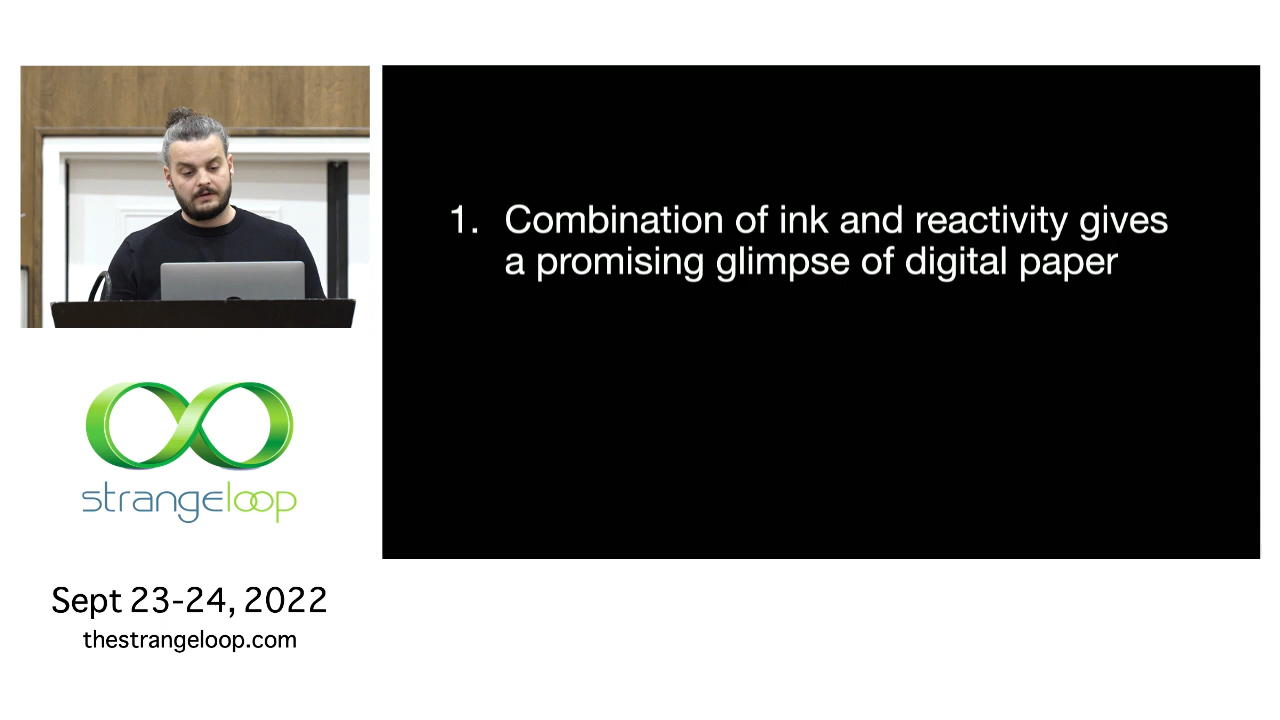 1. Combination of ink and reactivity gives
a promising glimpse of digital paper
strangeloop
Sept 23-24, 2022
thestrangeloop.com